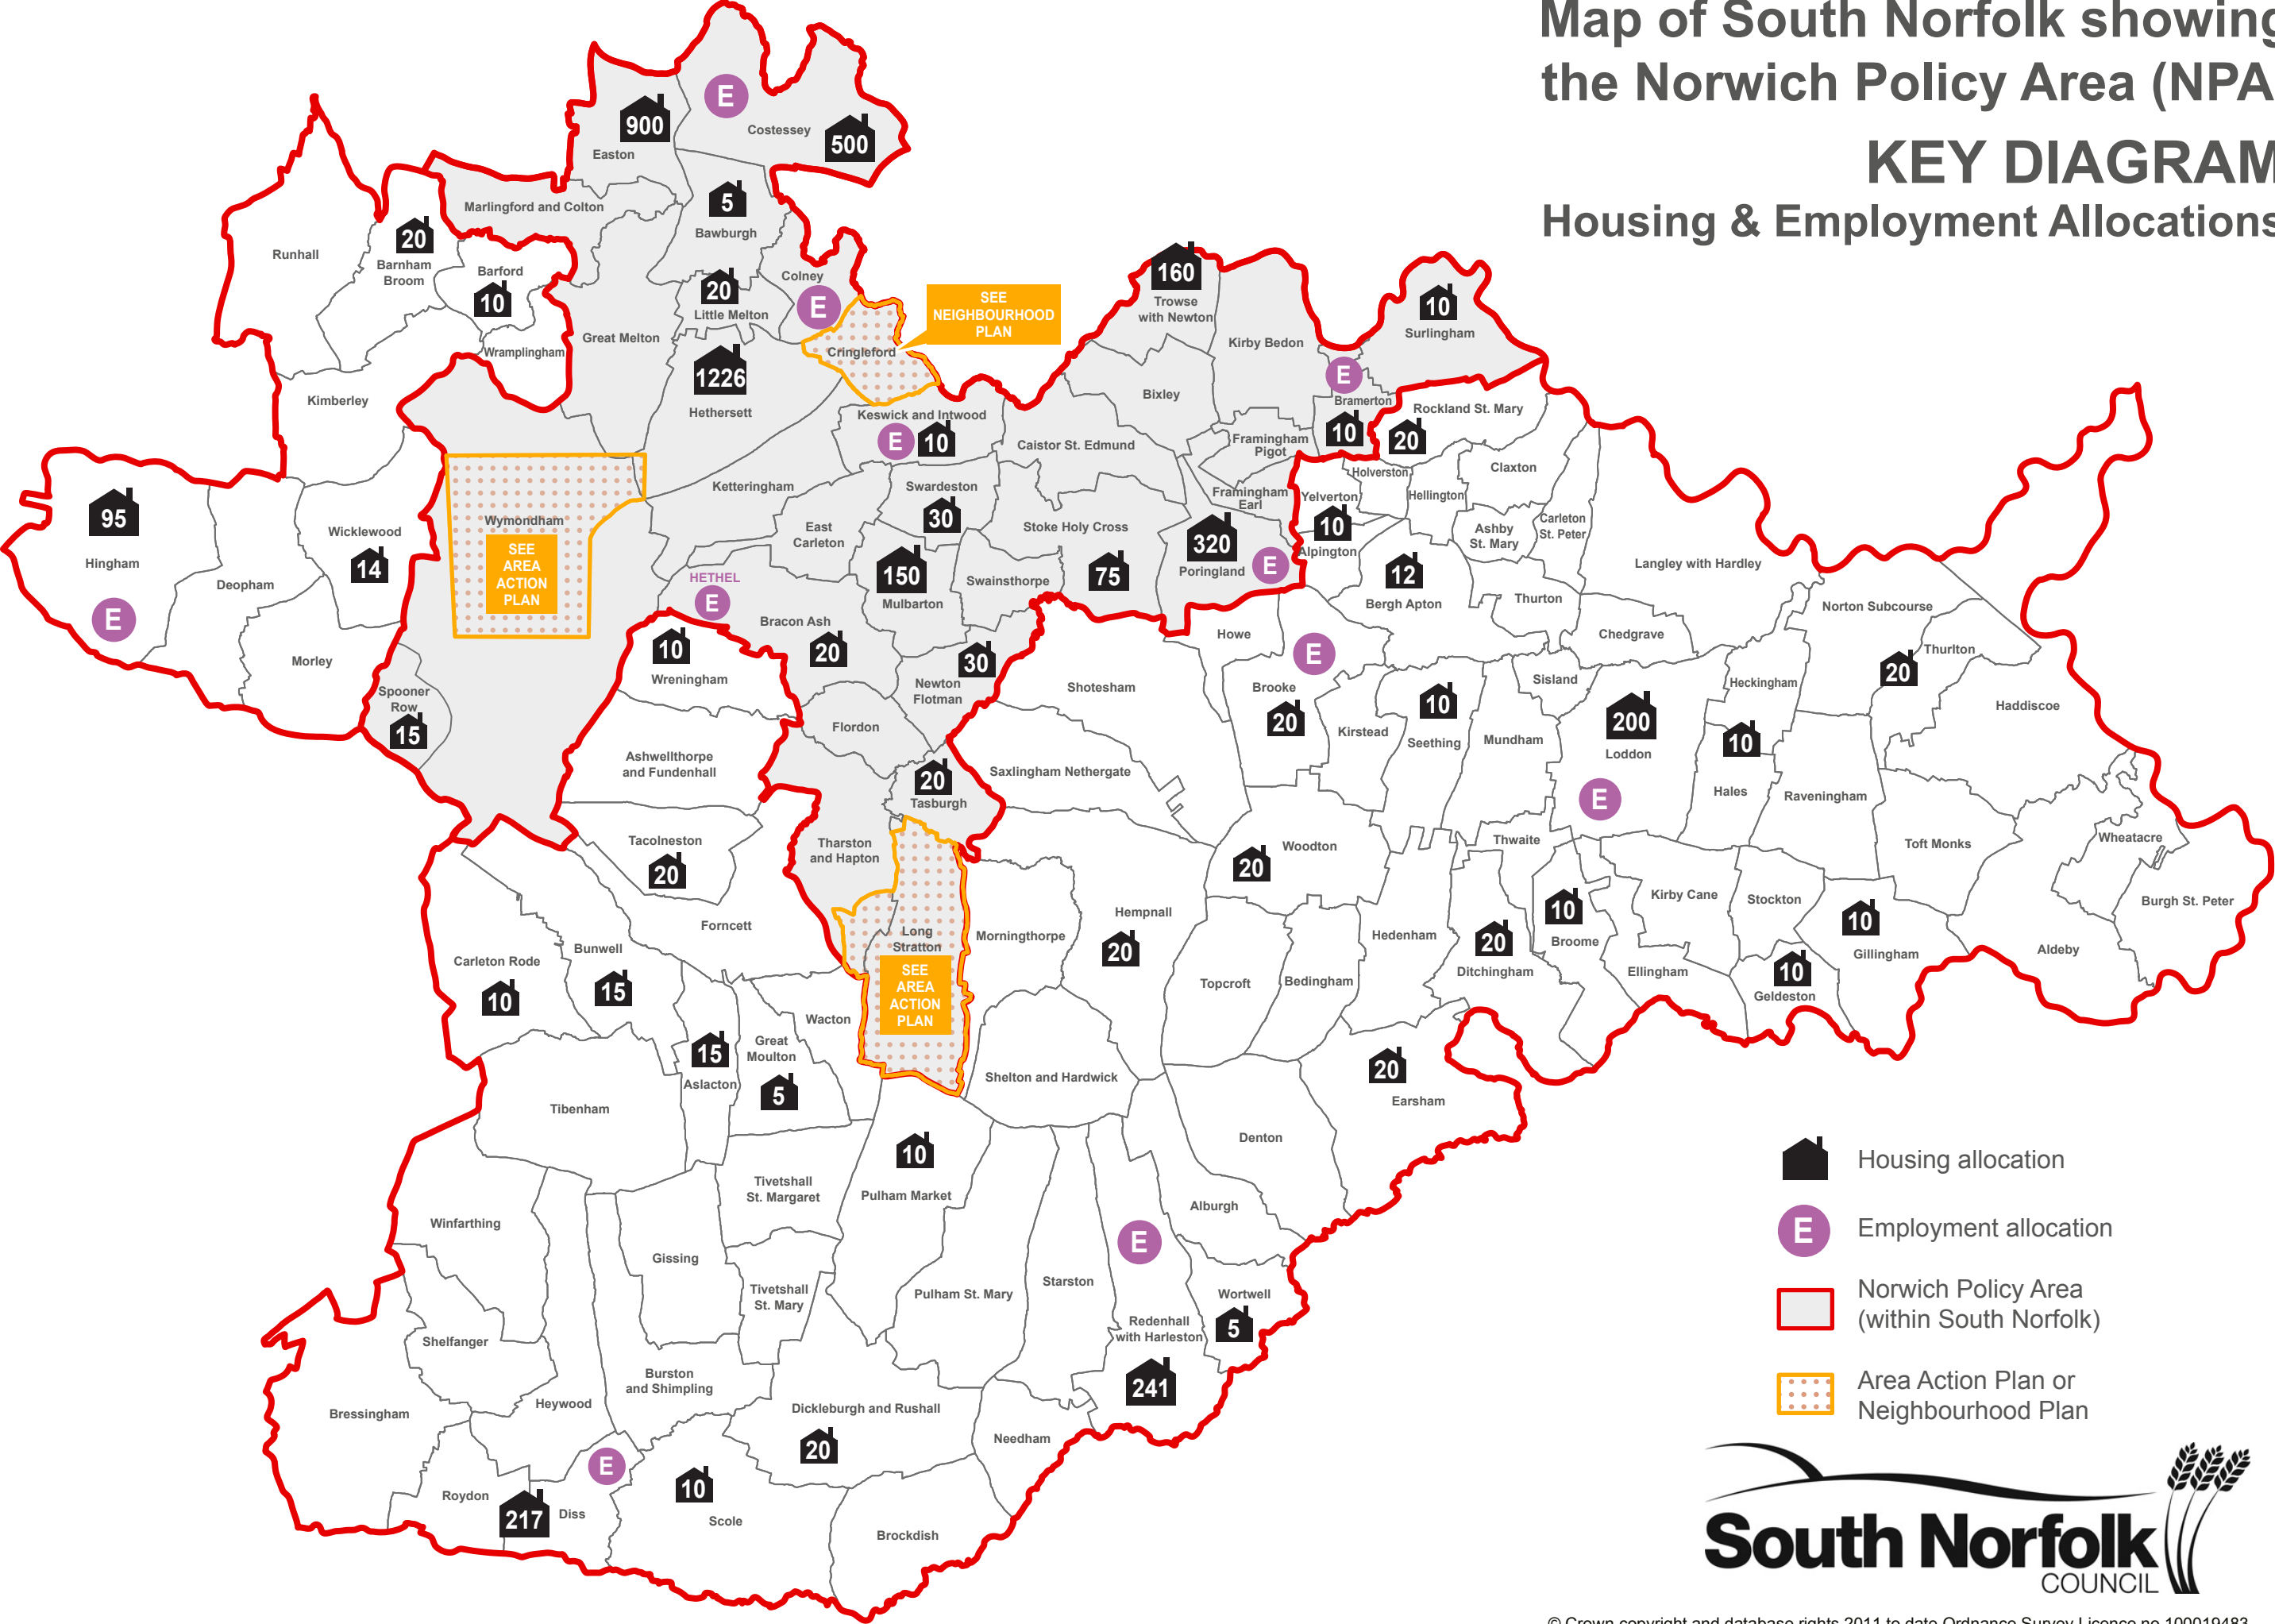 Map of South Norfolk showing
the Norwich Policy Area (NPA
KEY DIAGRAM
Housing & Employment Allocations
E
Costessey
900
500
Easton
5
Bawburgh
Marlingford and Colton
Runhall
20
Barnham
Broom
Barford
10
Wramplingham
Great Melton
20
Little Melton
Colney
E
SEE
NEIGHBOURHOOD
PLAN
Cringleford
1226
Hethersett
Kimberley
160
Trowse
with Newton
Kirby Bedon
10
Surlingham
E
Bramerton
10
Bixley
Rockland St. Mary
20
Keswick and Intwood
E
10
Caistor St. Edmund
Framingham
Pigot
Framingham
Earl
Holverston
Hellington
Claxton
Yelverton
10
Alpington
Ashby
St. Mary
Carleton
St. Peter
Langley with Hardley
95
Hingham
E
Deopham
Wicklewood
14
Morley
Wymondham
SEE
AREA
ACTION
PLAN
Ketteringham
East
Carleton
Swardeston
30
Stoke Holy Cross
75
320
Poringland
E
12
Bergh Apton
Thurton
Chedgrave
Norton Subcourse
Thurlton
20
Haddiscoe
HETHEL
E
150
Mulbarton
Swainsthorpe
Bracon Ash
20
10
Wreningham
30
Newton
Flotman
Spooner
Row
15
Flordon
Howe
E
Brooke
20
Shotesham
Kirstead
10
Seething
Mundham
Sisland
200
Loddon
E
Heckingham
10
Hales
Raveningham
Ashwellthorpe
and Fundenhall
20
Tasburgh
Saxlingham Nethergate
Tacolneston
20
Tharston
and Hapton
Woodton
20
Thwaite
Toft Monks
Wheatacre
Burgh St. Peter
Aldeby
Forncett
Long
Stratton
SEE
AREA
ACTION
PLAN
Morningthorpe
Hempnall
20
Topcroft
Bedingham
Hedenham
20
Ditchingham
10
Broome
Kirby Cane
Ellingham
Stockton
10
Geldeston
10
Gillingham
Carleton Rode
10
Bunwell
15
Wacton
15
Aslacton
Great
Moulton
5
Tibenham
Shelton and Hardwick
20
Earsham
Denton
10
Pulham Market
Tivetshall
St. Margaret
Winfarthing
Gissing
Tivetshall
St. Mary
Pulham St. Mary
Starston
E
Redenhall
with Harleston
241
Alburgh
Wortwell
5
Shelfanger
Burston
and Shimpling
Heywood
Bressingham
Dickleburgh and Rushall
20
Needham
Roydon
217
Diss
E
10
Scole
Brockdish
Housing allocation
E
Employment allocation
Norwich Policy Area
(within South Norfolk)
Area Action Plan or
Neighbourhood Plan
South Norfolk
COUNCIL
© Crown copyright and database rights 2011 to date Ordnance Survey Licence no 100019483